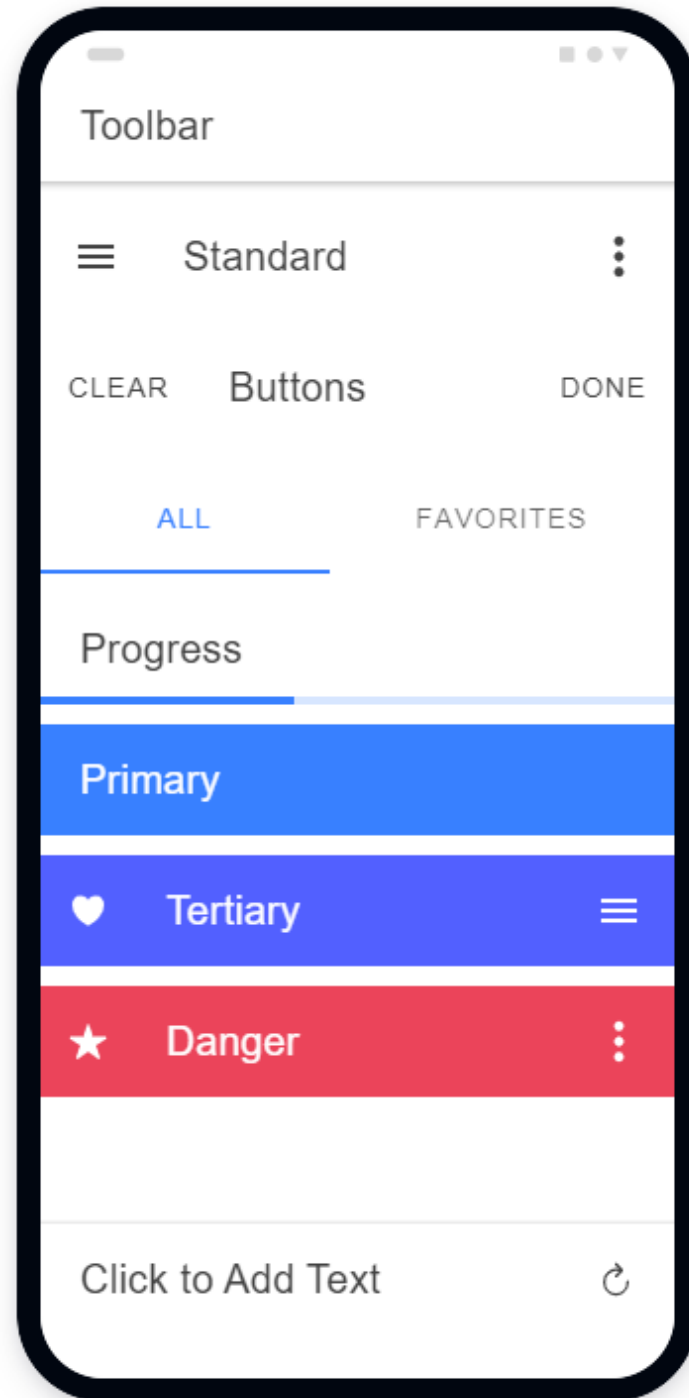 Toolbar
Standard
CLEAR Buttons DONE
ALL FAVORITES
Progress
Primary
Tertiary
Danger
Click to Add Text